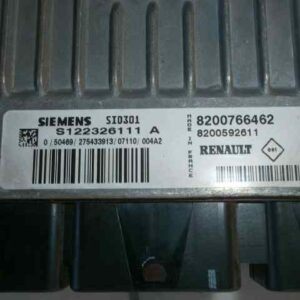 SIEMENS SID301
S122326111 A
0 / 50469 / 275433913 / 07110 / 004A2
MADE IN FRANCE
8200766462
8200592611
RENAULT